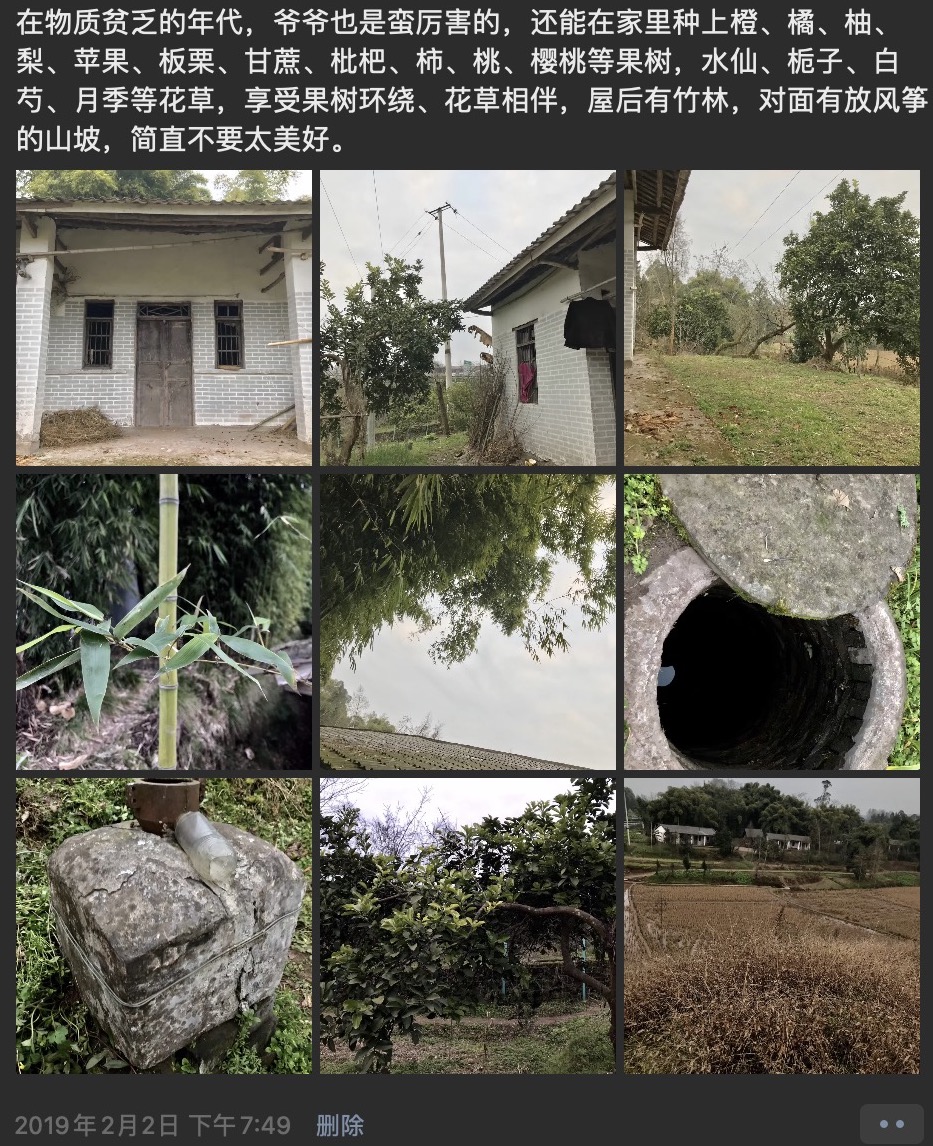 在物质贫乏的年代，爷爷也是蛮厉害的，还能在家里种上橙、橘、柚、
梨、苹果、板栗、甘蔗、枇杷、柿、桃、樱桃等果树，水仙、栀子、白
芍、月季等花草，享受果树环绕、花草相伴，屋后有竹林，对面有放风筝
的山坡，简直不要太美好。
2019年2月2日 下午7:49 删除